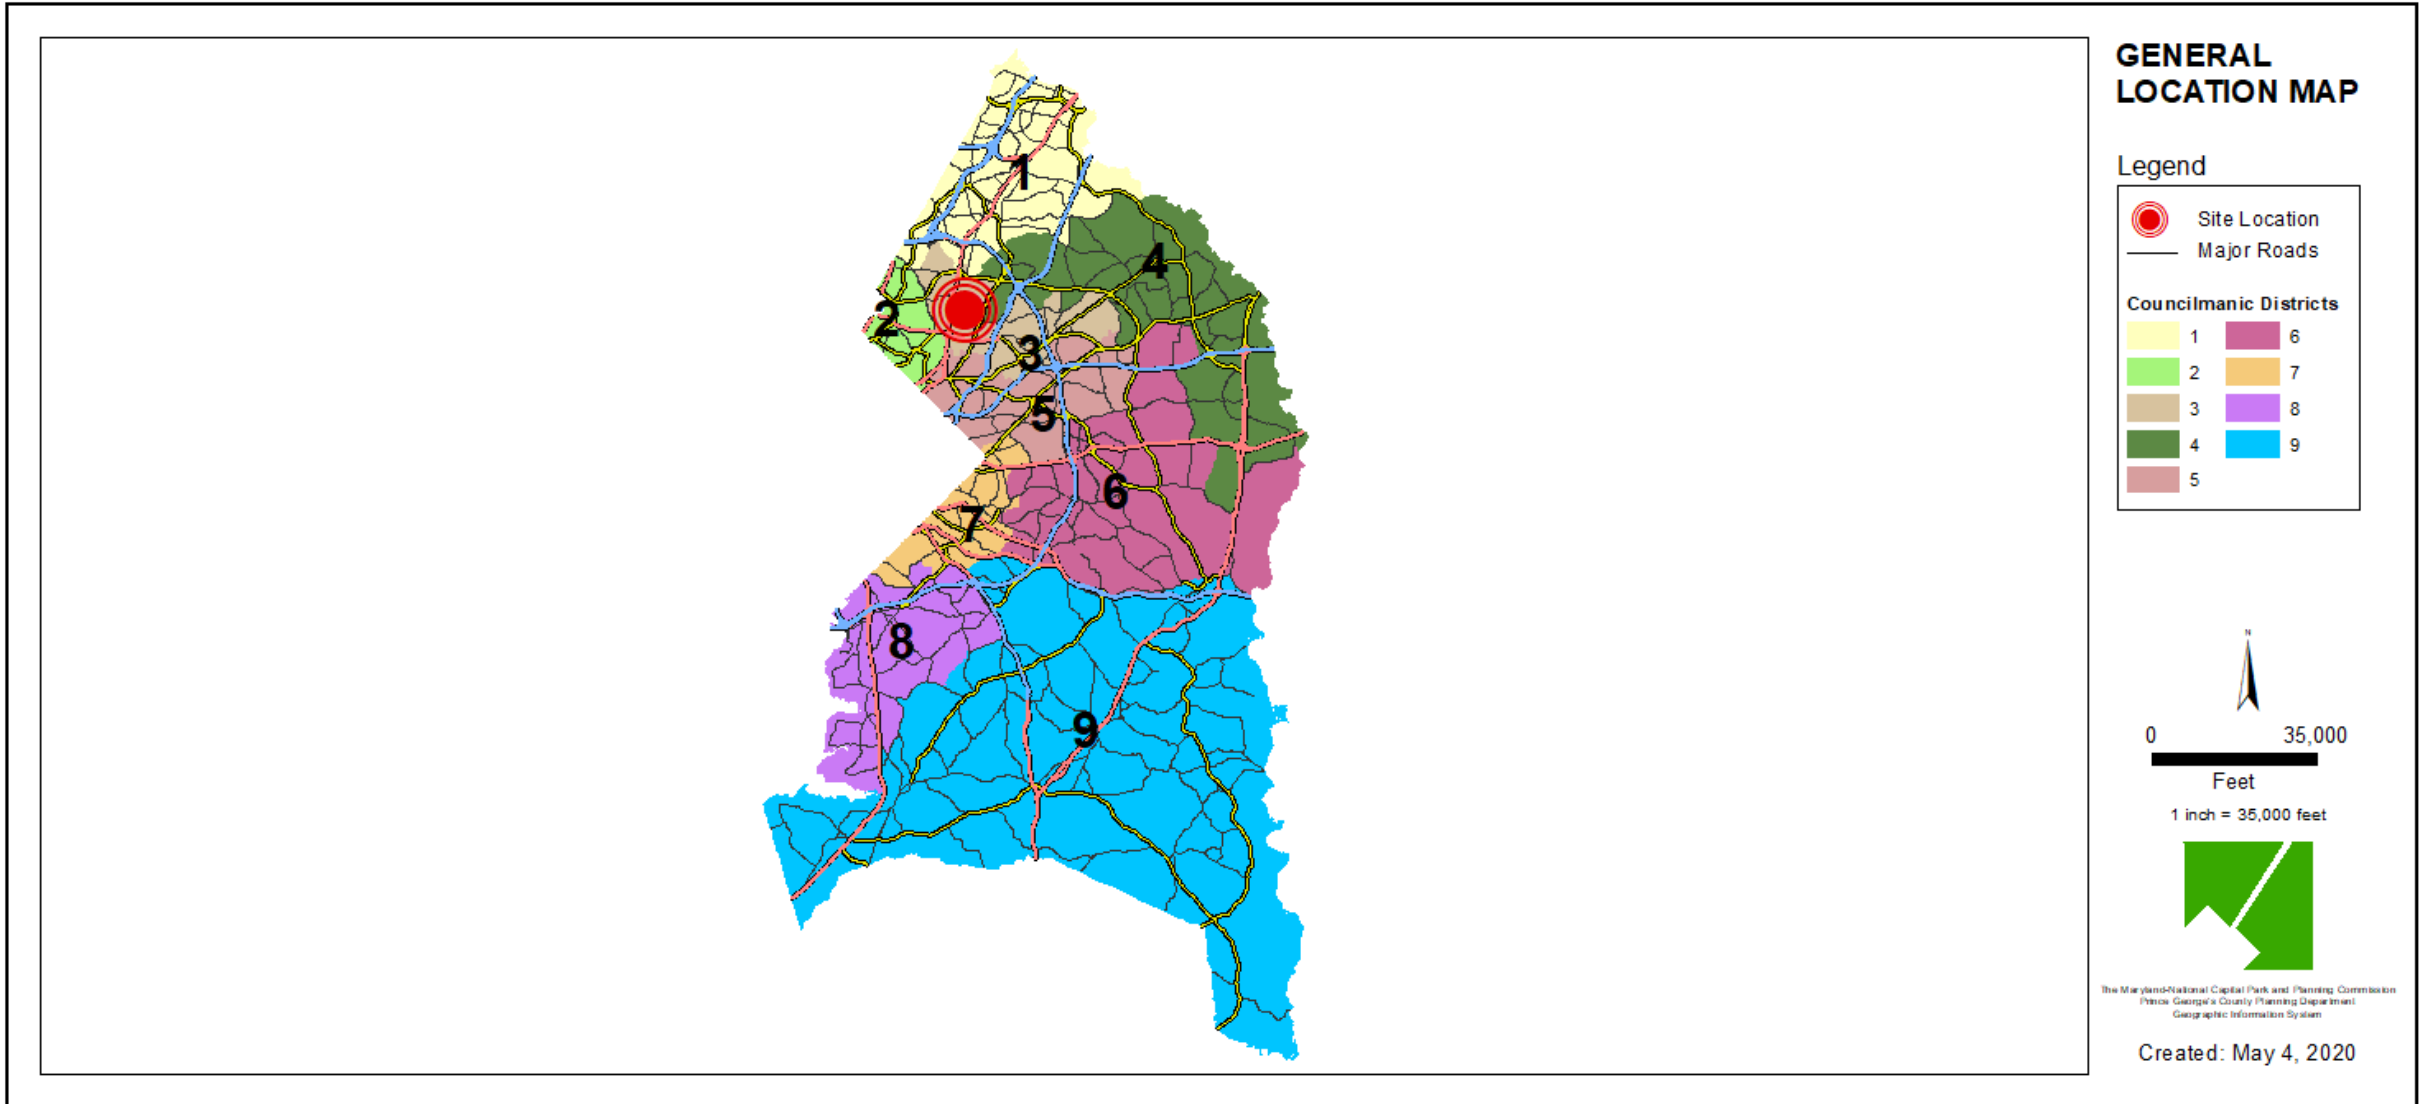 GENERAL
LOCATION MAP
Legend
Site Location
Major Roads
Councilmanic Districts
1 6
2 7
3 8
4 9
5
1
4
2
3
5
6
7
8
9
N
0 35,000
Feet
1 inch = 35,000 feet
The Maryland-National Capital Park and Planning Commission
Prince George's County Planning Department
Geographic Information System
Created: May 4, 2020